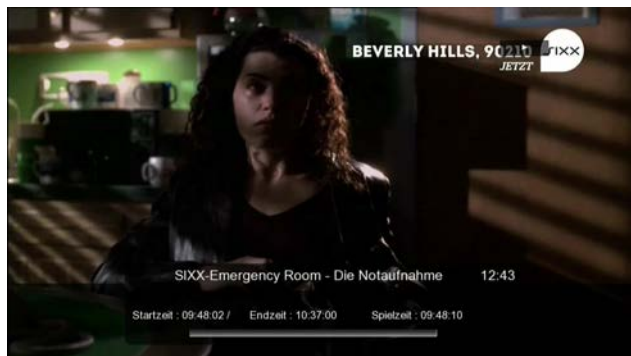 BEVERLY HILLS, 90210 sixx
JETZT
SIXX-Emergency Room - Die Notaufnahme 12:43
Startzeit : 09:48:02 / Endzeit : 10:37:00 Spielzeit : 09:48:10